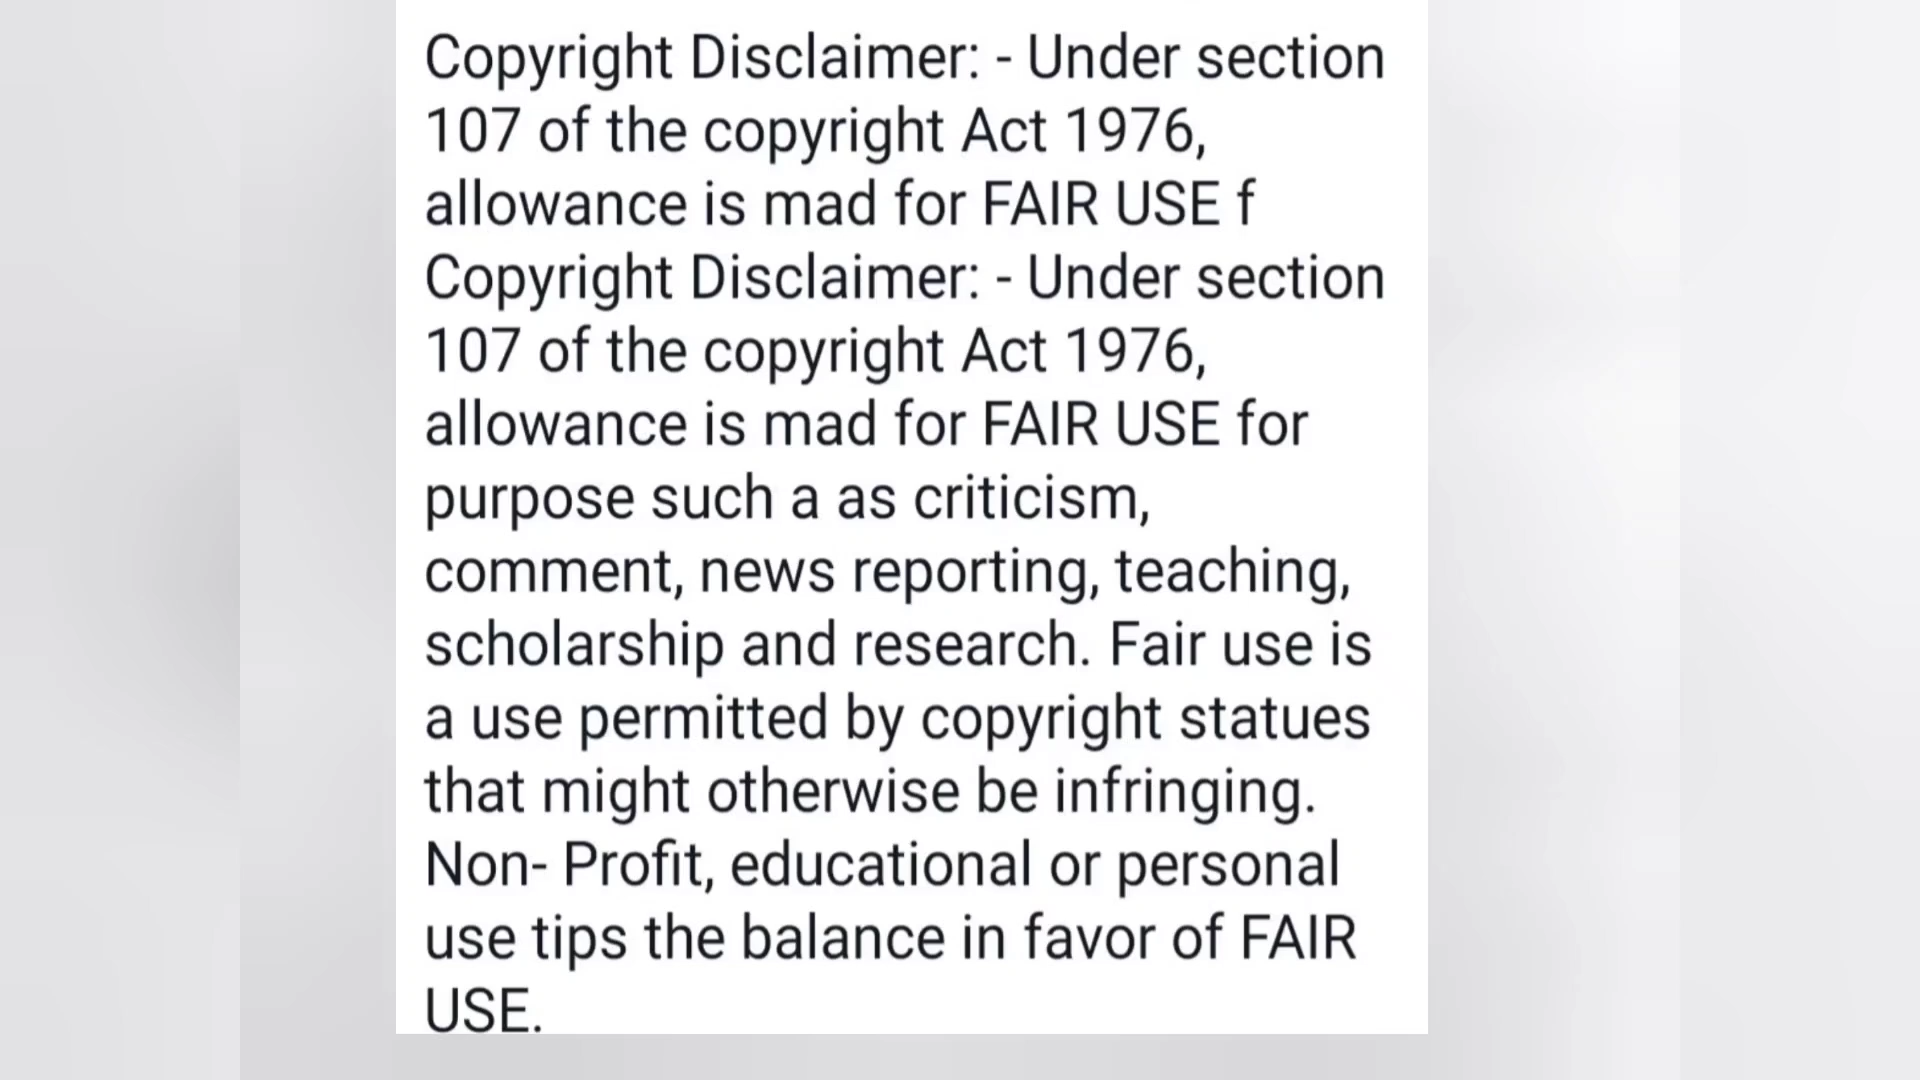 Copyright Disclaimer: - Under section
107 of the copyright Act 1976,
allowance is mad for FAIR USE f
Copyright Disclaimer: - Under section
107 of the copyright Act 1976,
allowance is mad for FAIR USE for
purpose such a as criticism,
comment, news reporting, teaching,
scholarship and research. Fair use is
a use permitted by copyright statues
that might otherwise be infringing.
Non- Profit, educational or personal
use tips the balance in favor of FAIR
USE.